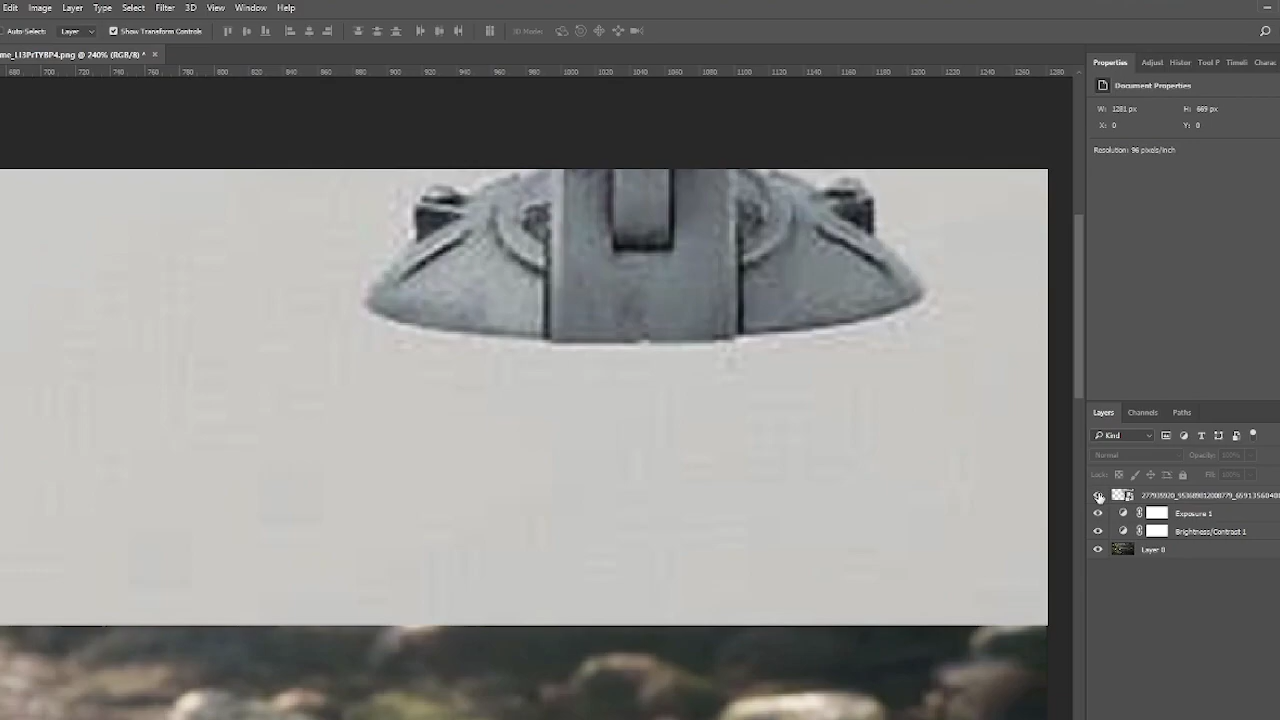 Edit Image Layer Type Select Filter 3D View Window Help
Auto-Select: Layer Show Transform Controls 3D Mode:
@ 240% (RGB/8) *
680 700 720 740 760 780 800 820 840 860 880 900 920 940 960 980 1000 1020 1040 1060 1080 1100 1120 1140 1160 1180 1200 1220 1240 1260 1280
Properties Adjust Histor Tool P Timeli Charac
Document Properties
W: 1281 px H: 669 px
X: 0 Y: 0
Resolution: 96 pixels/inch
Layers Channels Paths
Kind
Normal Opacity: 100%
Lock: Fill: 100%
Exposure 1
Brightness/Contrast 1
Layer 0